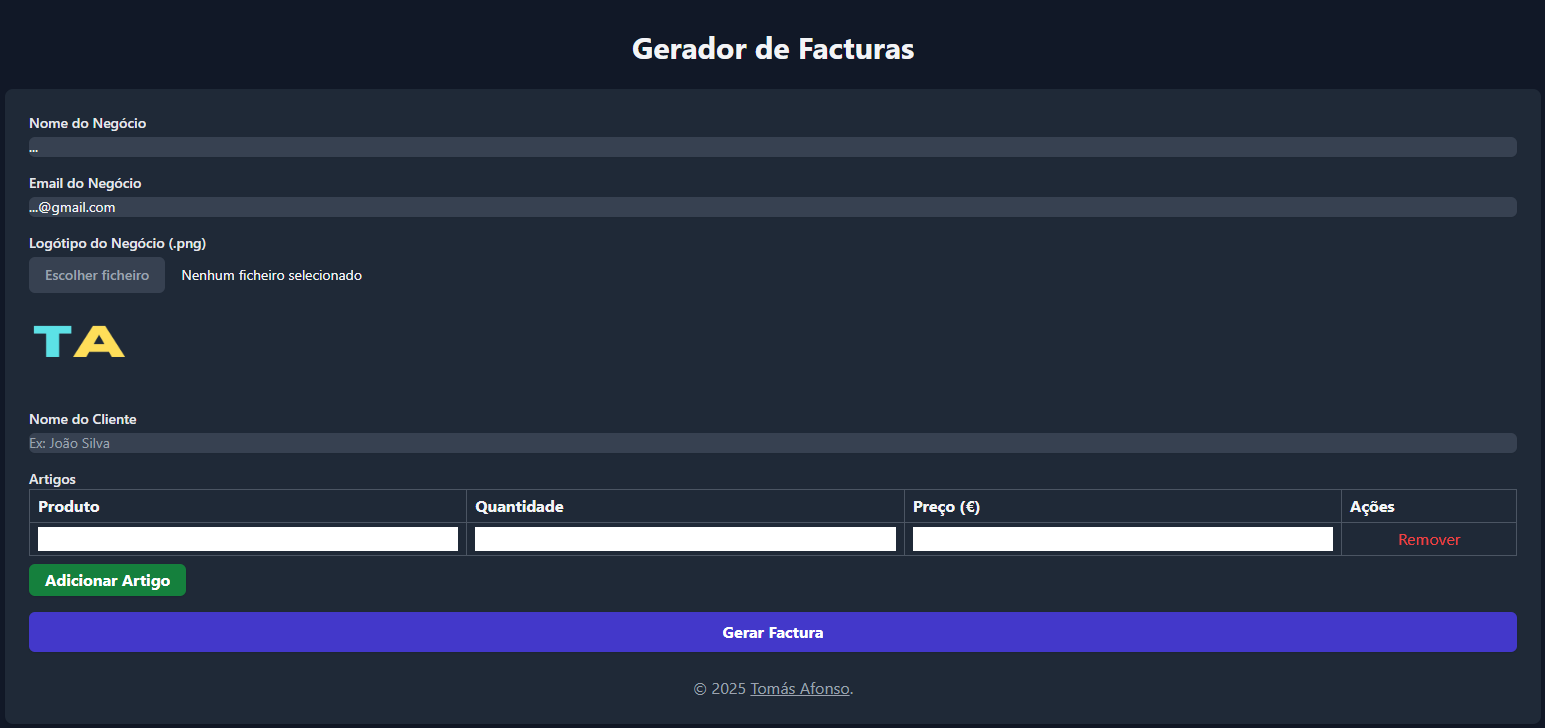 Gerador de Facturas
Nome do Negócio
...
Email do Negócio
...@gmail.com
Logótipo do Negócio (.png)
Escolher ficheiro Nenhum ficheiro selecionado
TA
Nome do Cliente
Ex: João Silva
Artigos
Produto Quantidade Preço (€) Ações
Remover
Adicionar Artigo
Gerar Factura
© 2025 Tomás Afonso.